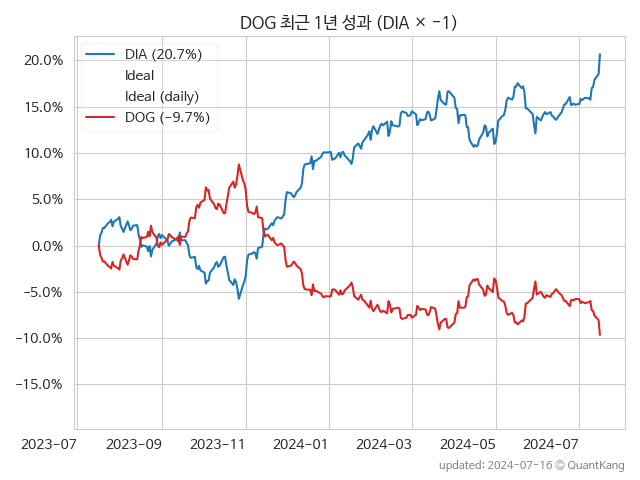 DOG 최근 1년 성과 (DIA × −1)
DIA (20.7%)
Ideal
Ideal (daily)
DOG (−9.7%)
20.0%
15.0%
10.0%
5.0%
0.0%
−5.0%
−10.0%
−15.0%
2023−07 2023−09 2023−11 2024−01 2024−03 2024−05 2024−07
updated: 2024−07−16 © QuantKang